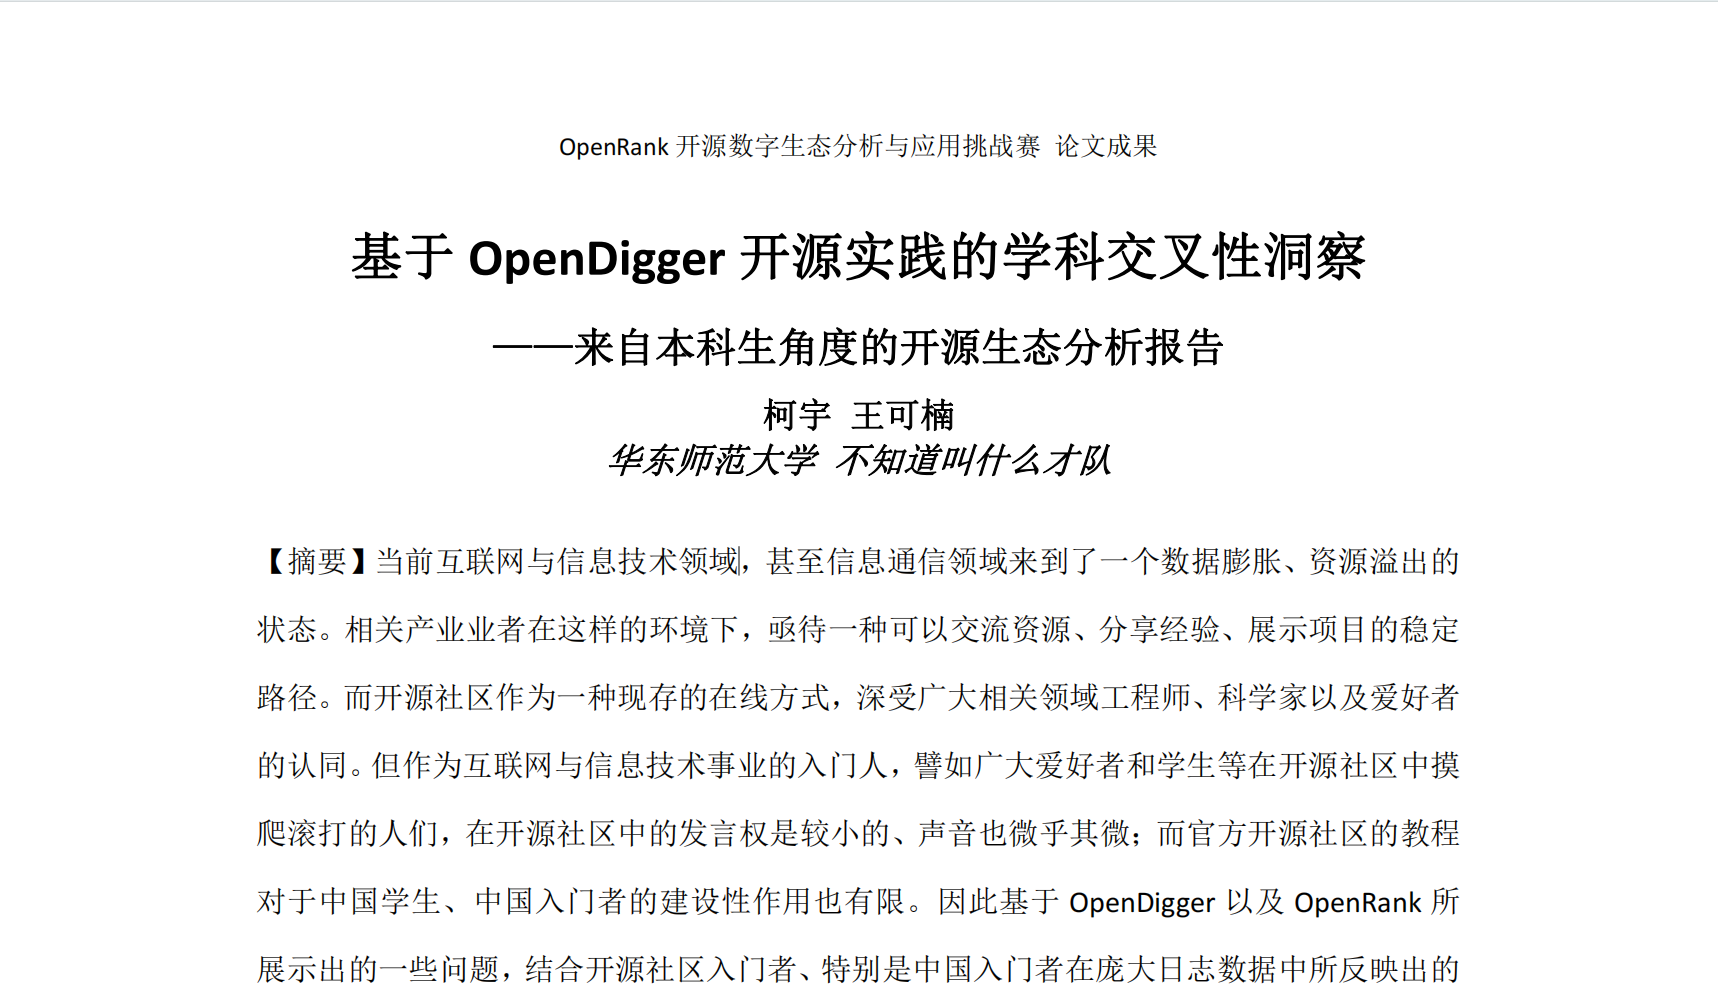 OpenRank 开源数字生态分析与应用挑战赛 论文成果
基于 OpenDigger 开源实践的学科交叉性洞察
——来自本科生角度的开源生态分析报告
柯宇 王可楠
华东师范大学 不知道叫什么才队
【摘要】当前互联网与信息技术领域，甚至信息通信领域来到了一个数据膨胀、资源溢出的
状态。相关产业业者在这样的环境下，亟待一种可以交流资源、分享经验、展示项目的稳定
路径。而开源社区作为一种现存的在线方式，深受广大相关领域工程师、科学家以及爱好者
的认同。但作为互联网与信息技术事业的入门人，譬如广大爱好者和学生等在开源社区中摸
爬滚打的人们，在开源社区中的发言权是较小的、声音也微乎其微；而官方开源社区的教程
对于中国学生、中国入门者的建设性作用也有限。因此基于 OpenDigger 以及 OpenRank 所
展示出的一些问题，结合开源社区入门者、特别是中国入门者在庞大日志数据中所反映出的